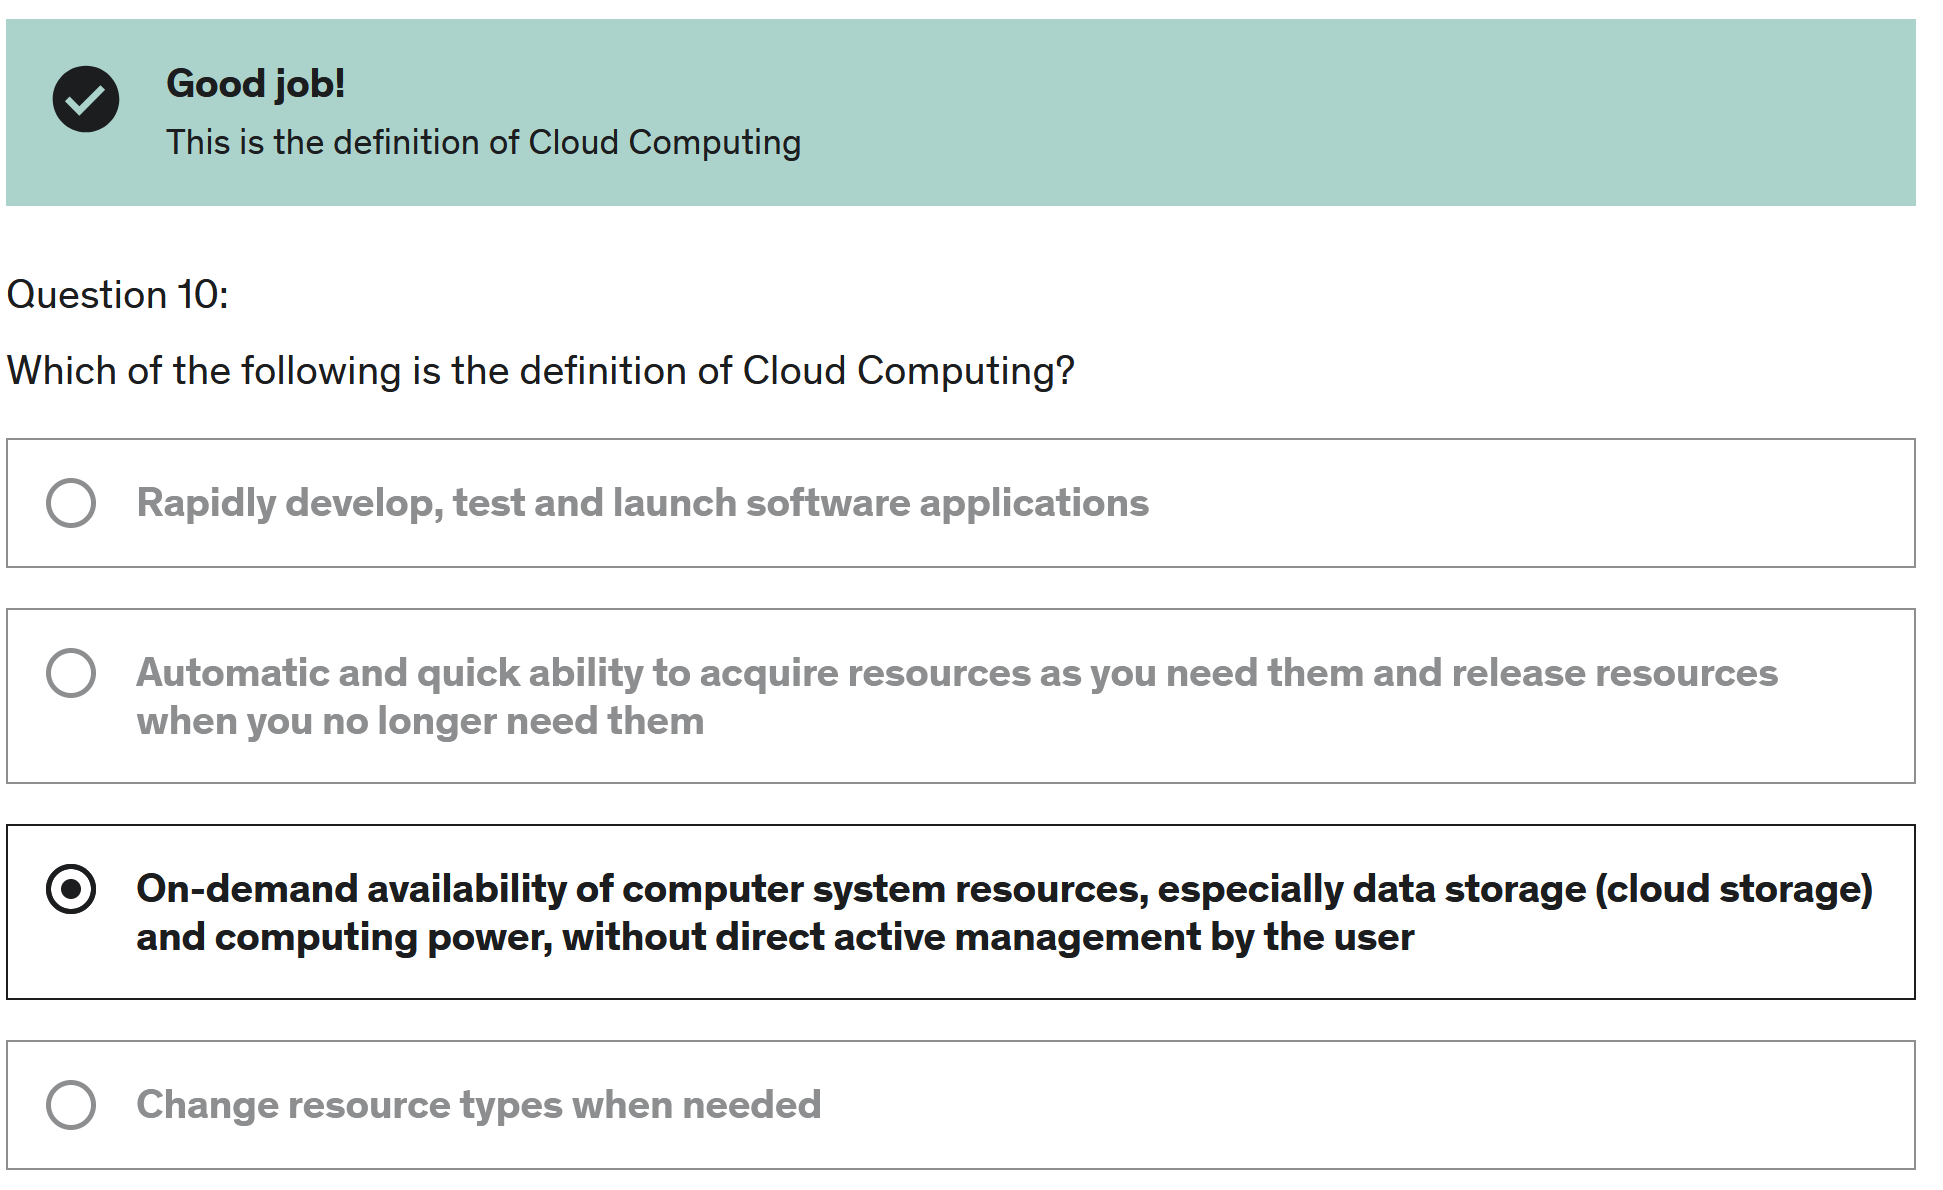 Good job!
This is the definition of Cloud Computing
Question 10:
Which of the following is the definition of Cloud Computing?
Rapidly develop, test and launch software applications
Automatic and quick ability to acquire resources as you need them and release resources
when you no longer need them
On-demand availability of computer system resources, especially data storage (cloud storage)
and computing power, without direct active management by the user
Change resource types when needed